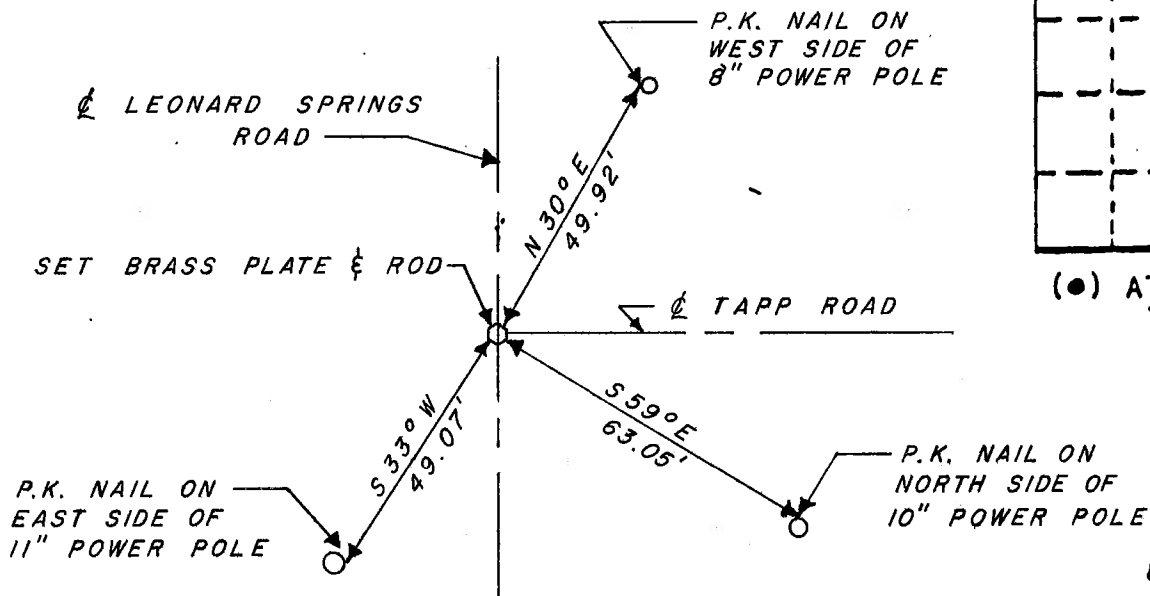 P.K. NAIL ON
WEST SIDE OF
8" POWER POLE
℄ LEONARD SPRINGS
ROAD
N 30° E
49.92'
SET BRASS PLATE & ROD
℄ TAPP ROAD
(●)
S 33° W
49.07'
S 59° E
63.05'
P.K. NAIL ON
EAST SIDE OF
11" POWER POLE
P.K. NAIL ON
NORTH SIDE OF
10" POWER POLE